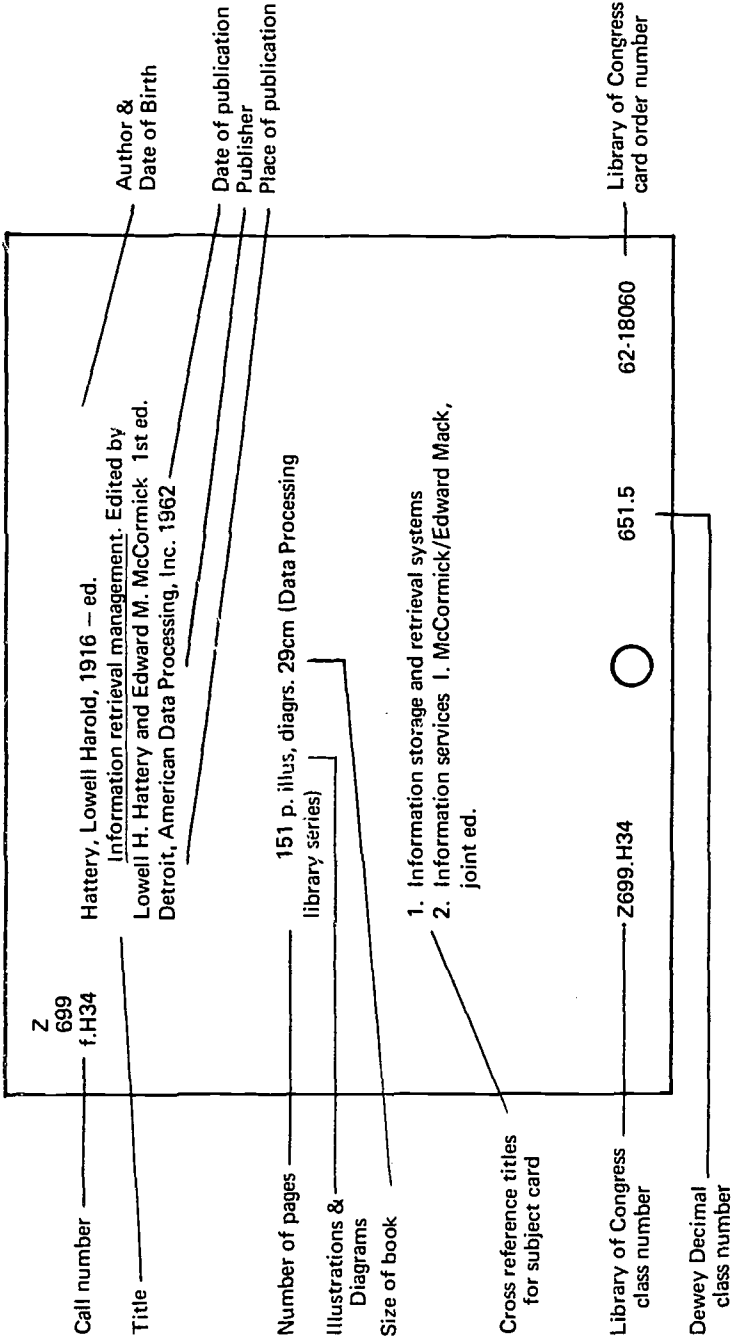 Call number
Z
699
f.H34
Title
Hattery, Lowell Harold, 1916 – ed.
Information retrieval management. Edited by
Lowell H. Hattery and Edward M. McCormick 1st ed.
Detroit, American Data Processing, Inc. 1962
Author &
Date of Birth
Date of publication
Publisher
Place of publication
Number of pages
Illustrations &
Diagrams
Size of book
151 p. illus, diagrs. 29cm (Data Processing
library series)
Cross reference titles
for subject card
1. Information storage and retrieval systems
2. Information services I. McCormick/Edward Mack,
joint ed.
Library of Congress
class number
Z699.H34
651.5
62-18060
Library of Congress
card order number
Dewey Decimal
class number